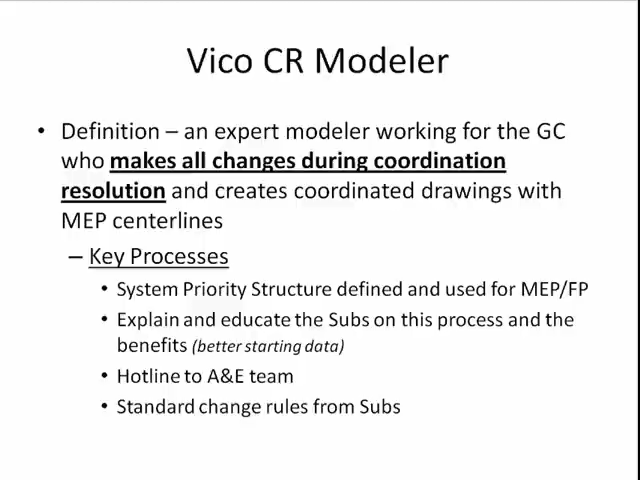 Vico CR Modeler
• Definition – an expert modeler working for the GC
who makes all changes during coordination
resolution and creates coordinated drawings with
MEP centerlines
– Key Processes
• System Priority Structure defined and used for MEP/FP
• Explain and educate the Subs on this process and the
benefits (better starting data)
• Hotline to A&E team
• Standard change rules from Subs